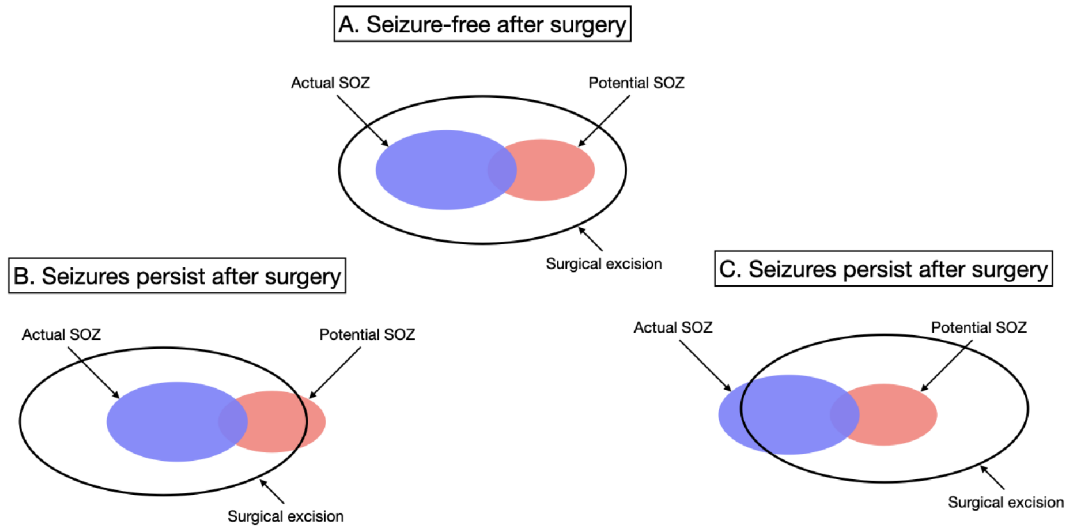 A. Seizure-free after surgery
Actual SOZ
Potential SOZ
Surgical excision
B. Seizures persist after surgery
Actual SOZ
Potential SOZ
Surgical excision
C. Seizures persist after surgery
Actual SOZ
Potential SOZ
Surgical excision